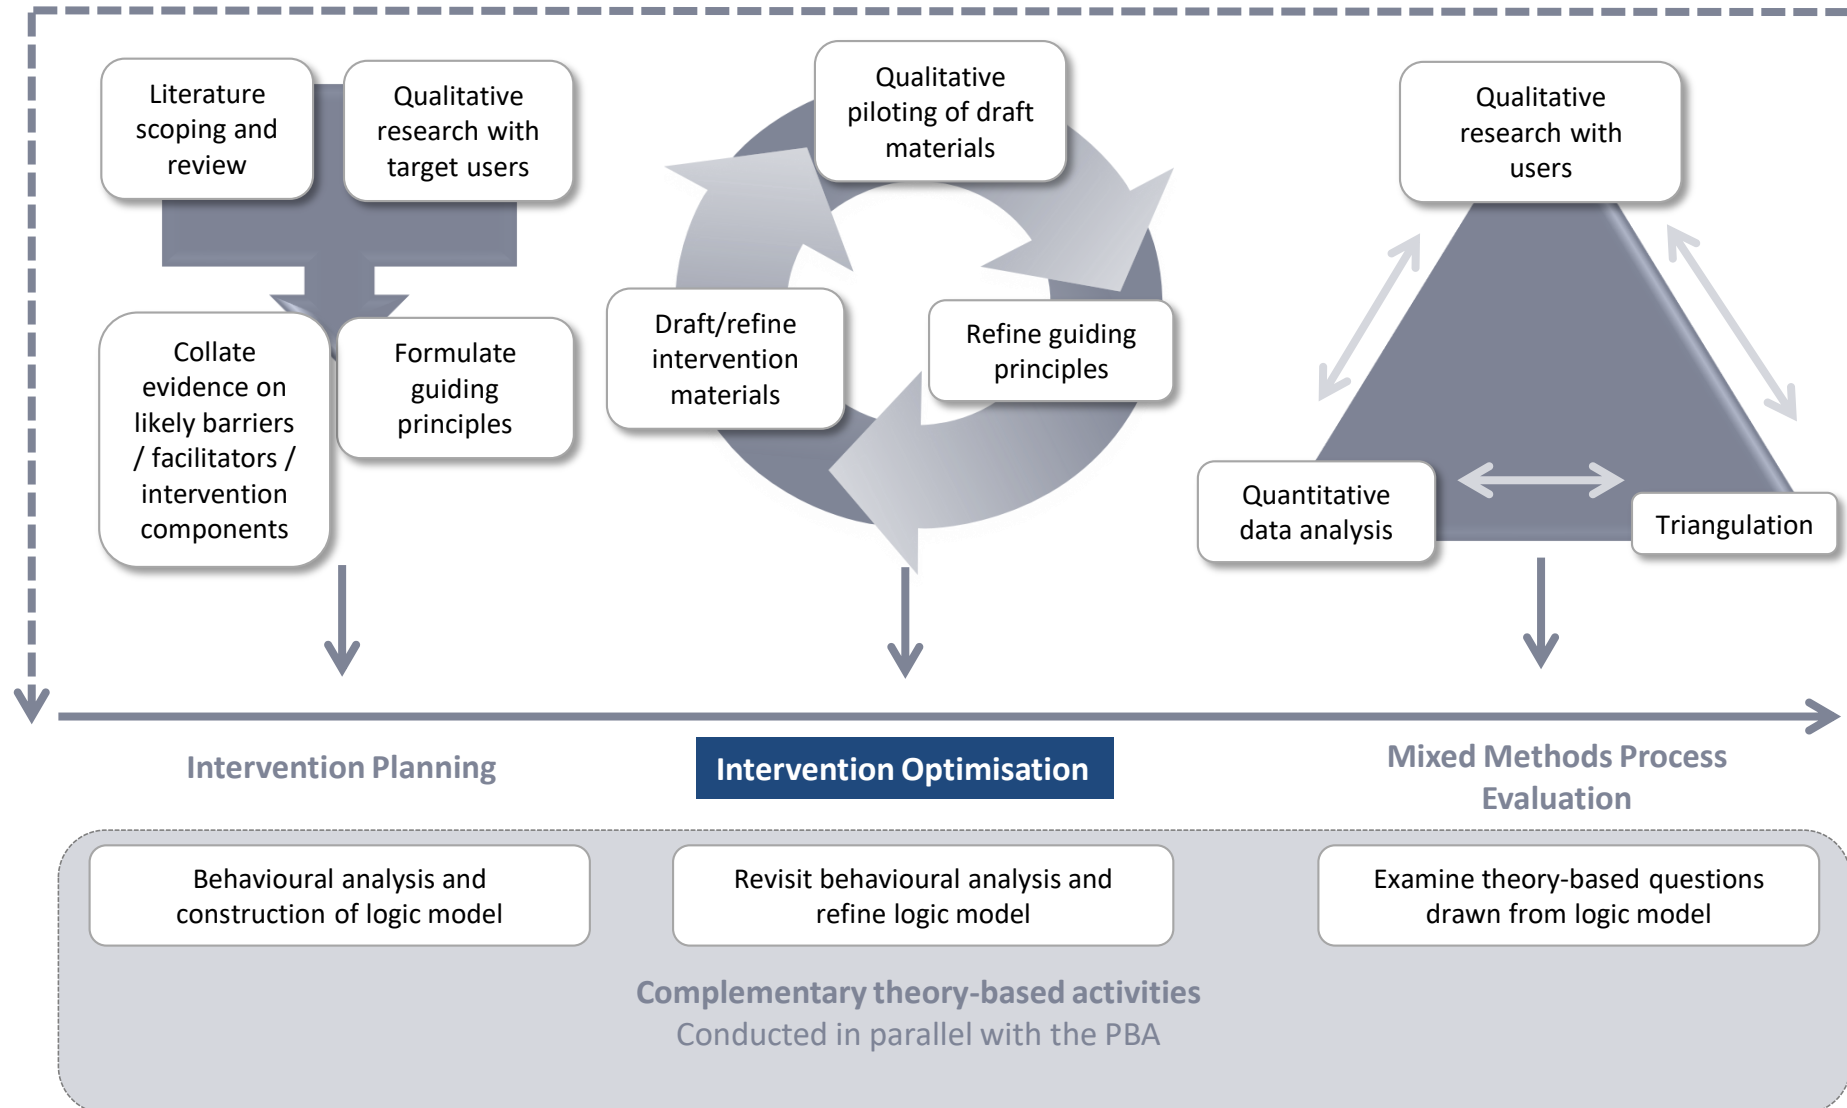 Literature
scoping and
review
Qualitative
research with
target users
Collate
evidence on
likely barriers
/ facilitators /
intervention
components
Formulate
guiding
principles
Qualitative
piloting of draft
materials
Draft/refine
intervention
materials
Refine guiding
principles
Qualitative
research with
users
Quantitative
data analysis
Triangulation
Intervention Planning
Intervention Optimisation
Mixed Methods Process
Evaluation
Behavioural analysis and
construction of logic model
Revisit behavioural analysis and
refine logic model
Examine theory-based questions
drawn from logic model
Complementary theory-based activities
Conducted in parallel with the PBA